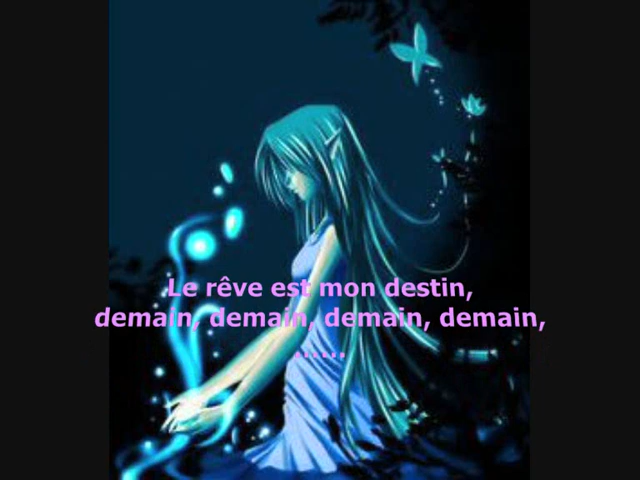 Le rêve est mon destin,
demain, demain, demain, demain,
......